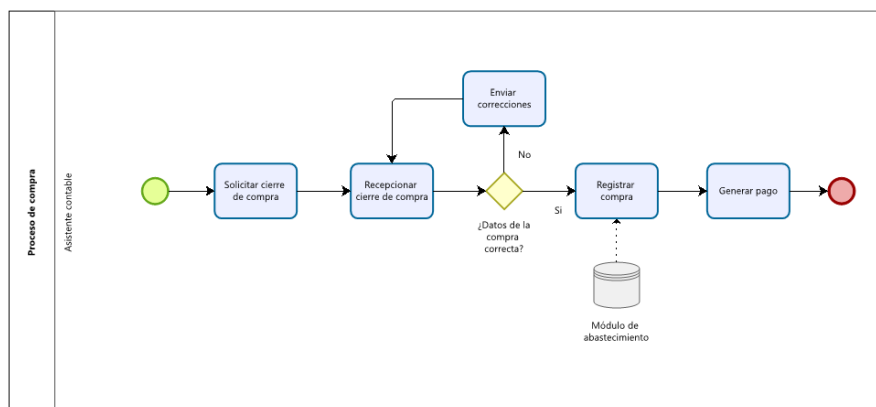 Proceso de compra
Asistente contable
Solicitar cierre
de compra
Recepcionar
cierre de compra
Enviar
correcciones
No
¿Datos de la
compra
correcta?
Si
Registrar
compra
Generar pago
Módulo de
abastecimiento